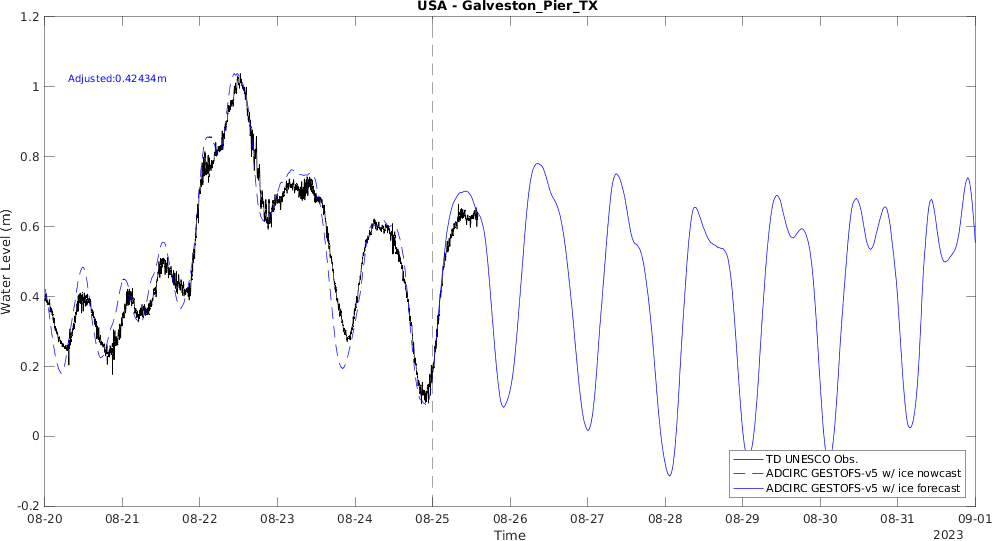 USA - Galveston_Pier_TX
1.2
1
0.8
0.6
0.4
0.2
0
-0.2
Water Level (m)
Adjusted:0.42434m
TD UNESCO Obs.
ADCIRC GESTOFS-v5 w/ ice nowcast
ADCIRC GESTOFS-v5 w/ ice forecast
08-20 08-21 08-22 08-23 08-24 08-25 08-26 08-27 08-28 08-29 08-30 08-31 09-01
Time
2023